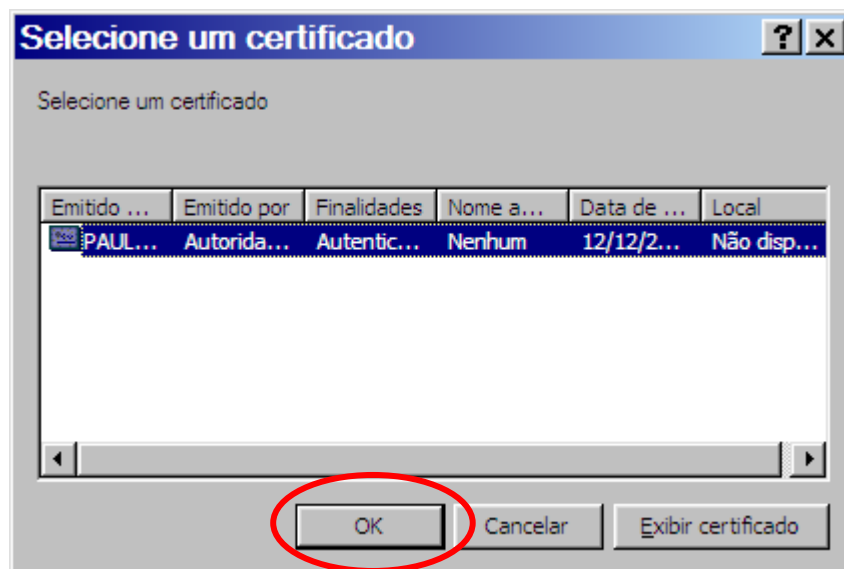 Selecione um certificado
Selecione um certificado
Emitido ... Emitido por Finalidades Nome a... Data de ... Local
PAUL... Autorida... Autentic... Nenhum 12/12/2... Não disp...
OK Cancelar Exibir certificado